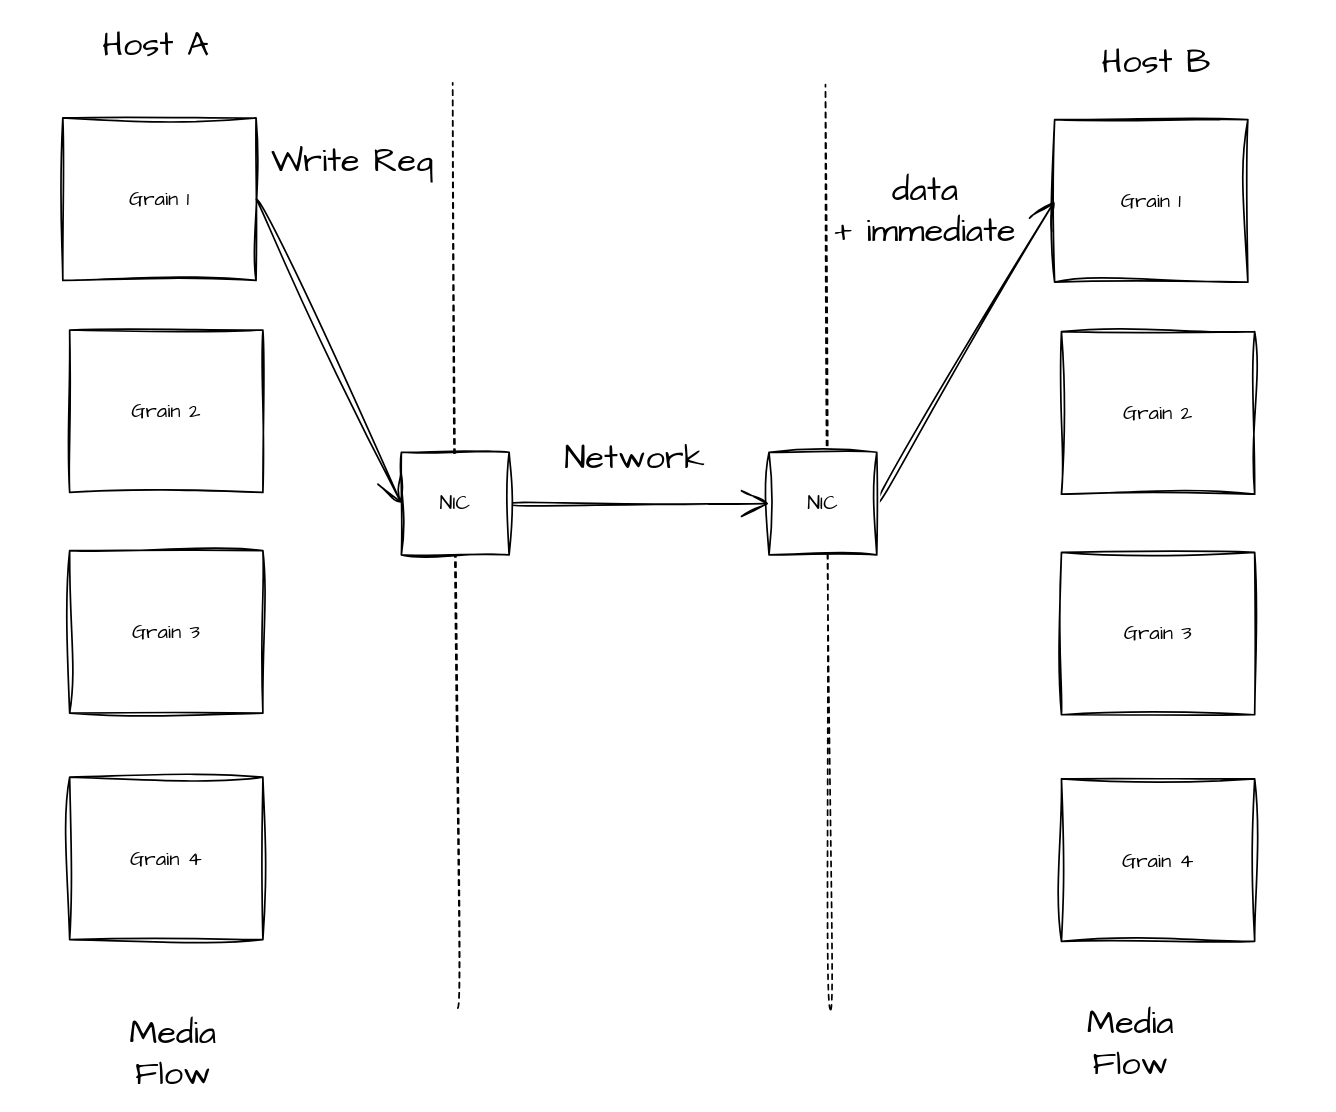 Host A
Host B
Grain 1
Write Req
data
+ immediate
Grain 1
Grain 2
Grain 2
Network
NIC
NIC
Grain 3
Grain 3
Grain 4
Grain 4
Media
Flow
Media
Flow